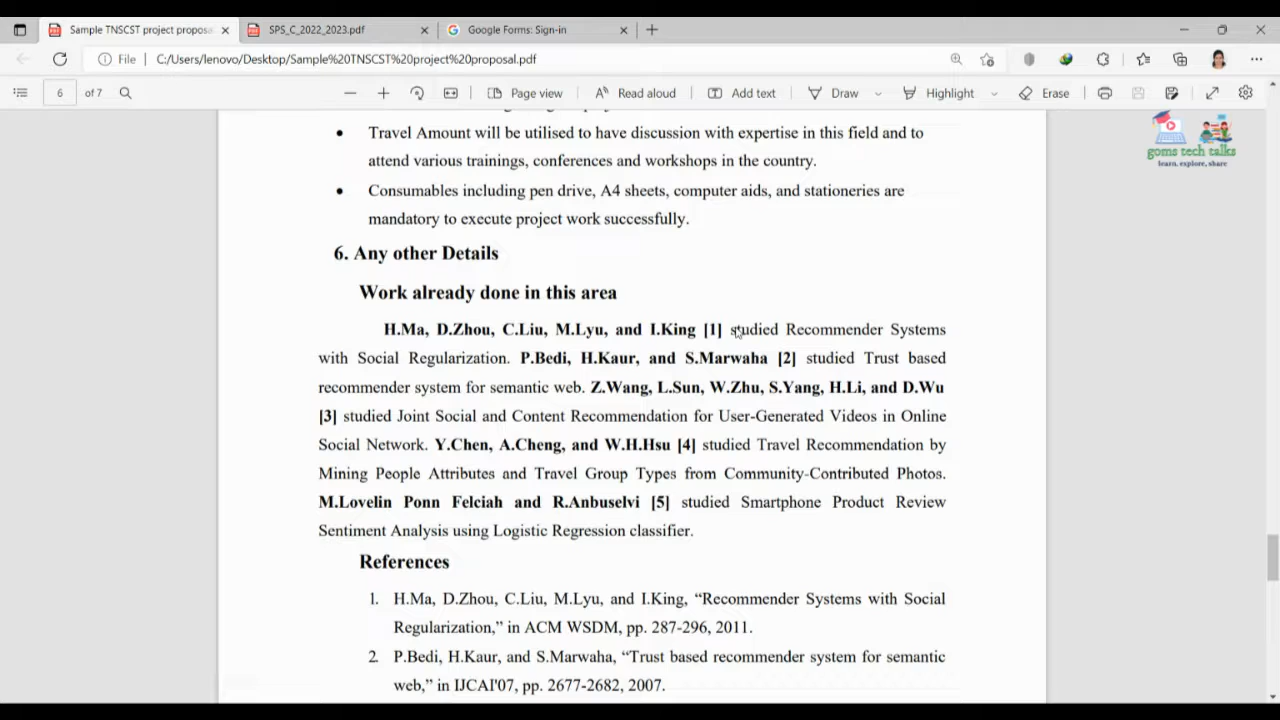 Sample TNSCST project proposa
SPS_C_2022_2023.pdf
Google Forms: Sign-in
File
C:/Users/lenovo/Desktop/Sample%20TNSCST%20project%20proposal.pdf
6 of 7
Page view
Read aloud
Add text
Draw
Highlight
Erase
goms tech talks
learn, explore, share
• Travel Amount will be utilised to have discussion with expertise in this field and to
attend various trainings, conferences and workshops in the country.
• Consumables including pen drive, A4 sheets, computer aids, and stationeries are
mandatory to execute project work successfully.
6. Any other Details
Work already done in this area
H.Ma, D.Zhou, C.Liu, M.Lyu, and I.King [1] studied Recommender Systems
with Social Regularization. P.Bedi, H.Kaur, and S.Marwaha [2] studied Trust based
recommender system for semantic web. Z.Wang, L.Sun, W.Zhu, S.Yang, H.Li, and D.Wu
[3] studied Joint Social and Content Recommendation for User-Generated Videos in Online
Social Network. Y.Chen, A.Cheng, and W.H.Hsu [4] studied Travel Recommendation by
Mining People Attributes and Travel Group Types from Community-Contributed Photos.
M.Lovelin Ponn Felciah and R.Anbuselvi [5] studied Smartphone Product Review
Sentiment Analysis using Logistic Regression classifier.
References
1. H.Ma, D.Zhou, C.Liu, M.Lyu, and I.King, “Recommender Systems with Social
Regularization,” in ACM WSDM, pp. 287-296, 2011.
2. P.Bedi, H.Kaur, and S.Marwaha, “Trust based recommender system for semantic
web,” in IJCAI'07, pp. 2677-2682, 2007.